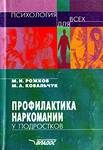 ПСИХОЛОГИЯ ДЛЯ ВСЕХ
М. И. РОЖКОВ
М. А. КОВАЛЬЧУК
ПРОФИЛАКТИКА
НАРКОМАНИИ
У ПОДРОСТКОВ
ВЛАДОС